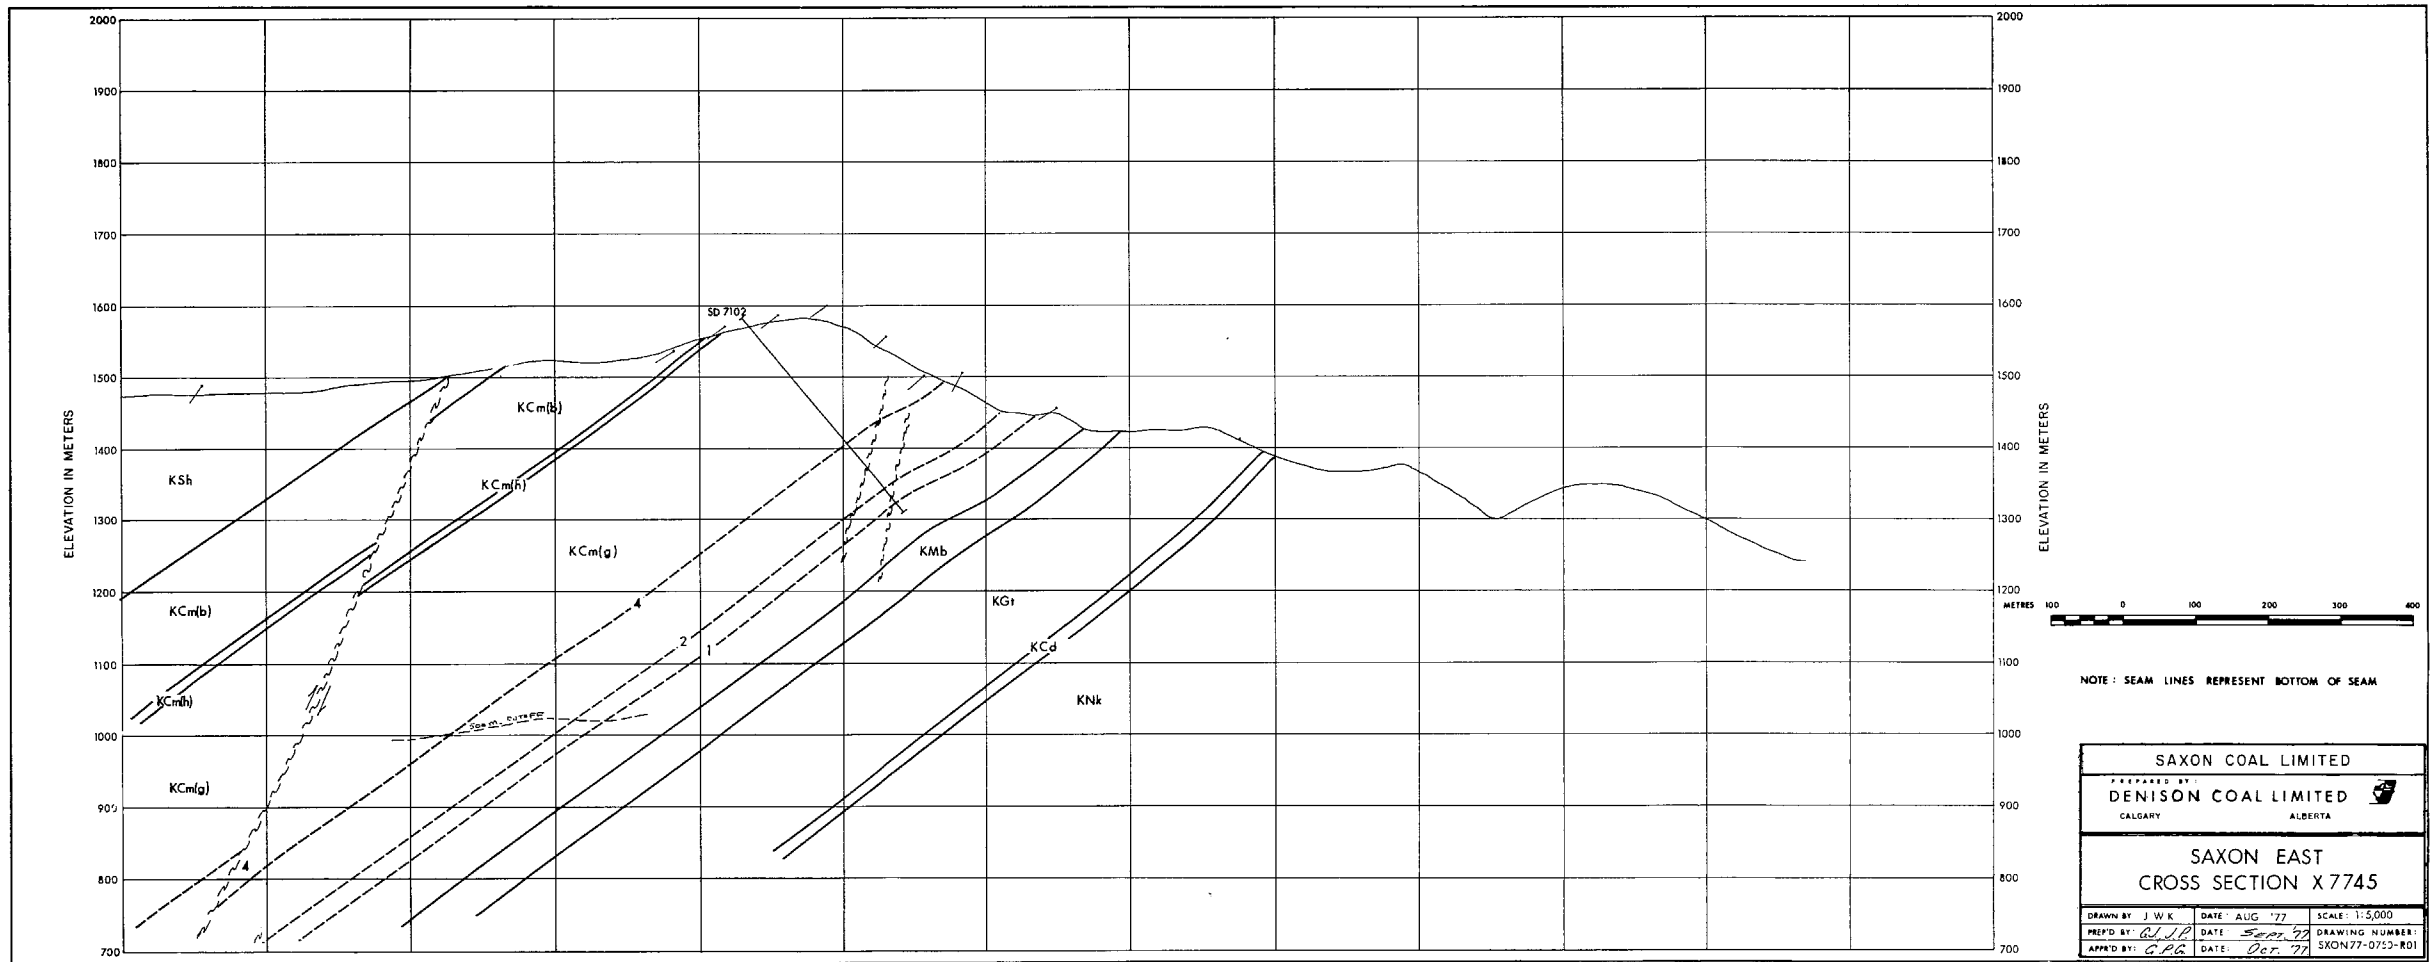 2000
1900
1800
1700
1600
1500
1400
1300
1200
1100
1000
900
800
700
ELEVATION IN METERS
SD 7102
KCm(b)
KSh
KCm(h)
KCm(g)
KMb
KCm(b)
4
KGt
2
1
KCd
KCm(h)
KNk
500 M. CUTOFF
KCm(g)
4
2000
1900
1800
1700
1600
1500
1400
1300
1200
1100
1000
900
800
700
ELEVATION IN METERS
METRES 100 0 100 200 300 400
NOTE : SEAM LINES REPRESENT BOTTOM OF SEAM
SAXON COAL LIMITED
PREPARED BY :
DENISON COAL LIMITED
CALGARY ALBERTA
SAXON EAST
CROSS SECTION X 7745
DRAWN BY J W K DATE : AUG '77 SCALE : 1:5,000
PREP'D BY: G.J.J.P. DATE: SEPT. '77 DRAWING NUMBER:
APPR'D BY: G.P.G. DATE: OCT. '77